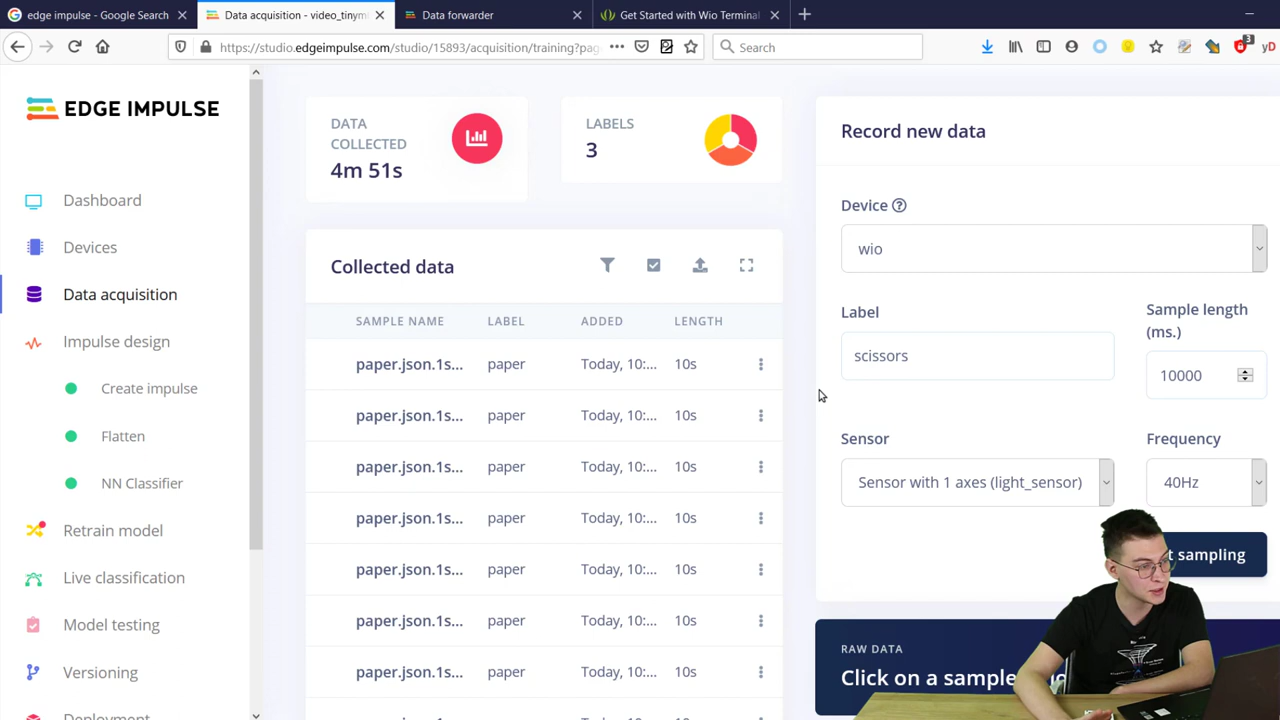 edge impulse - Google Search
Data acquisition - video_tinym
Data forwarder
Get Started with Wio Terminal
https://studio.edgeimpulse.com/studio/15893/acquisition/training?pag
Search
3
yD
EDGE IMPULSE
Dashboard
Devices
Data acquisition
Impulse design
Create impulse
Flatten
NN Classifier
Retrain model
Live classification
Model testing
Versioning
Deployment
DATA
COLLECTED
4m 51s
LABELS
3
Collected data
SAMPLE NAME LABEL ADDED LENGTH
paper.json.1s... paper Today, 10:... 10s
paper.json.1s... paper Today, 10:... 10s
paper.json.1s... paper Today, 10:... 10s
paper.json.1s... paper Today, 10:... 10s
paper.json.1s... paper Today, 10:... 10s
paper.json.1s... paper Today, 10:... 10s
paper.json.1s... paper Today, 10:... 10s
Record new data
Device ?
wio
Label
scissors
Sample length
(ms.)
10000
Sensor
Sensor with 1 axes (light_sensor)
Frequency
40Hz
t sampling
RAW DATA
Click on a sample